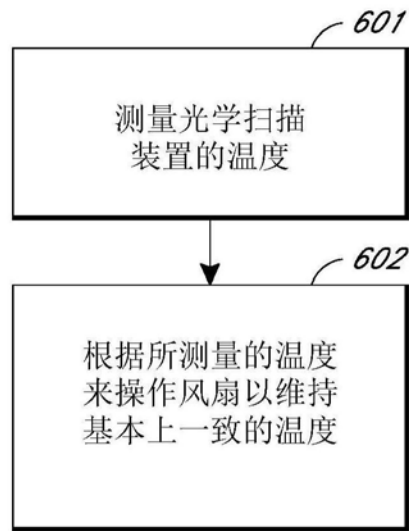 601
测量光学扫描
装置的温度
602
根据所测量的温度
来操作风扇以维持
基本上一致的温度